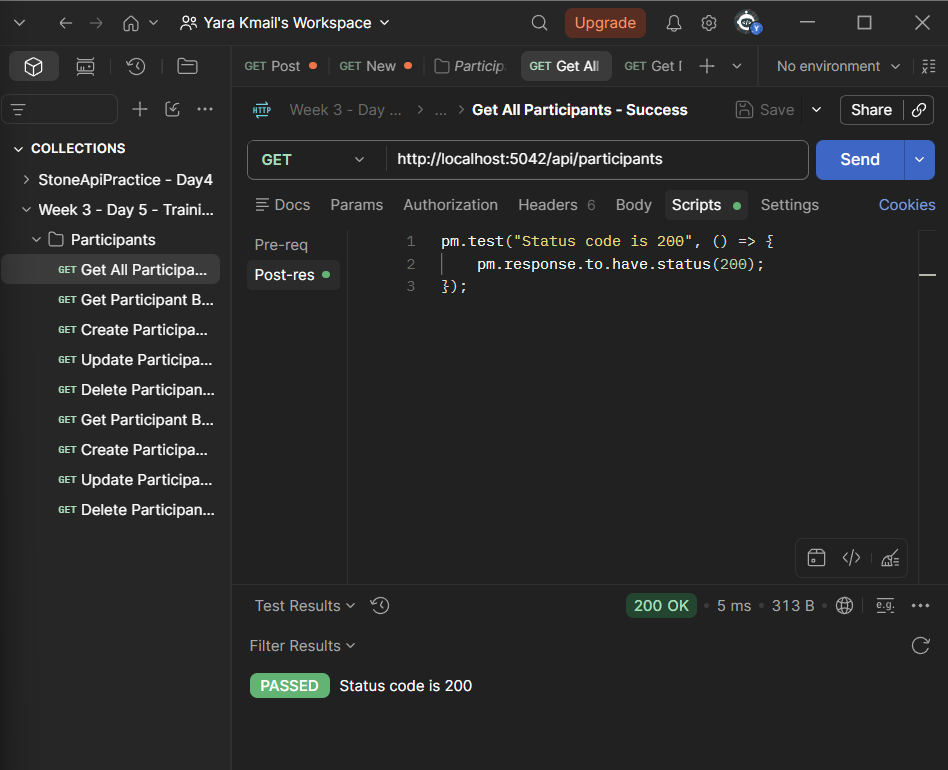 Yara Kmail's Workspace
Upgrade
Y
GET Post
GET New
Particip
GET Get Al
GET Get
No environment
HTTP
Week 3 - Day ...
...
Get All Participants - Success
Save
Share
COLLECTIONS
StoneApiPractice - Day4
Week 3 - Day 5 - Traini...
Participants
GET Get All Participa...
GET Get Participant B...
GET Create Participa...
GET Update Participa...
GET Delete Participan...
GET Get Participant B...
GET Create Participa...
GET Update Participa...
GET Delete Participan...
GET
http://localhost:5042/api/participants
Send
Docs
Params
Authorization
Headers 6
Body
Scripts
Settings
Cookies
Pre-req
Post-res
1 pm.test("Status code is 200", () => {
2 pm.response.to.have.status(200);
3 });
Test Results
200 OK
5 ms
313 B
e.g.
Filter Results
PASSED Status code is 200